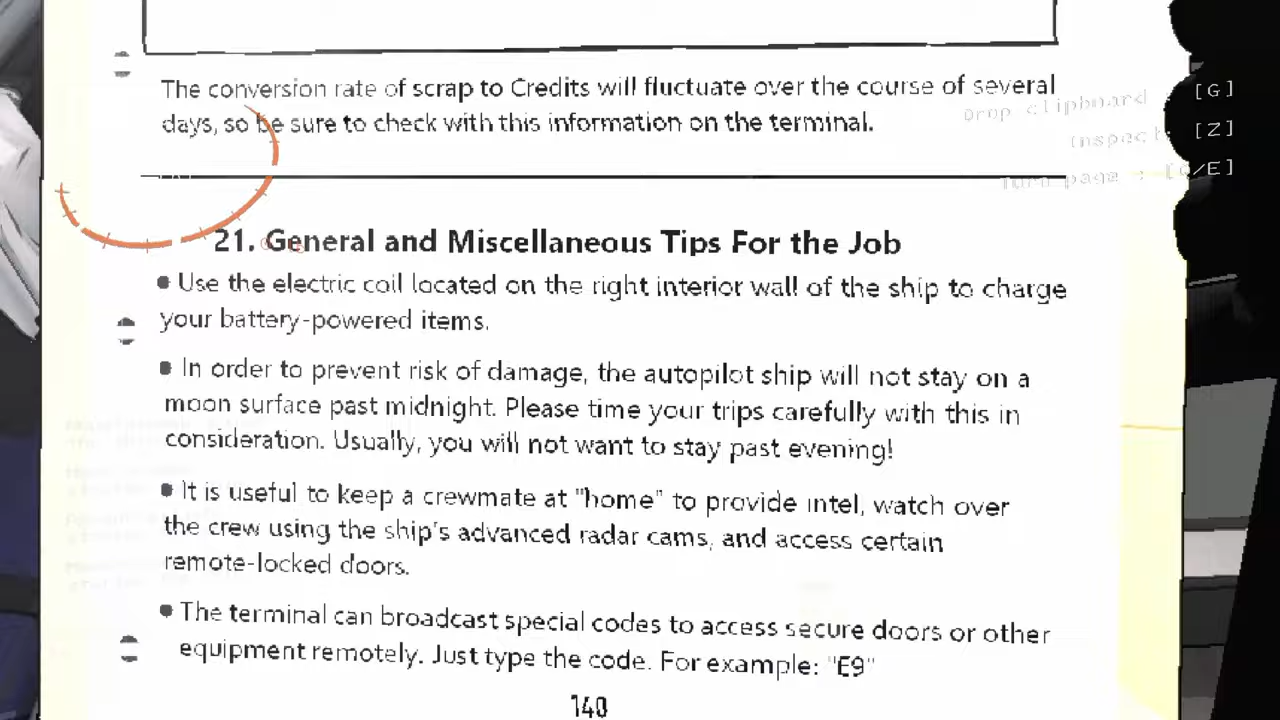 The conversion rate of scrap to Credits will fluctuate over the course of several
days, so be sure to check with this information on the terminal.
Drop clipboard [G]
Inspect: [Z]
Turn page : [Q/E]
21. General and Miscellaneous Tips For the Job
• Use the electric coil located on the right interior wall of the ship to charge
your battery-powered items.
• In order to prevent risk of damage, the autopilot ship will not stay on a
moon surface past midnight. Please time your trips carefully with this in
consideration. Usually, you will not want to stay past evening!
• It is useful to keep a crewmate at "home" to provide intel, watch over
the crew using the ship's advanced radar cams, and access certain
remote-locked doors.
• The terminal can broadcast special codes to access secure doors or other
equipment remotely. Just type the code. For example: "E9"
140